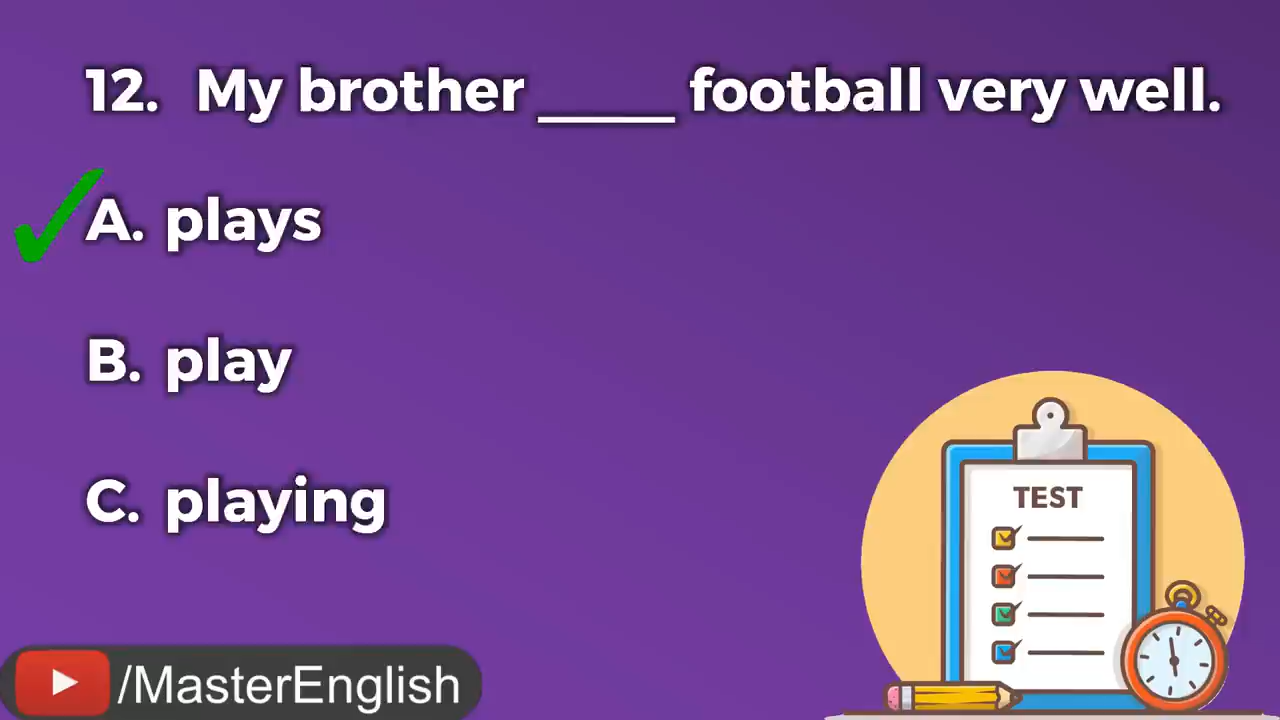 12. My brother _____ football very well.
A. plays
B. play
C. playing
TEST
/MasterEnglish